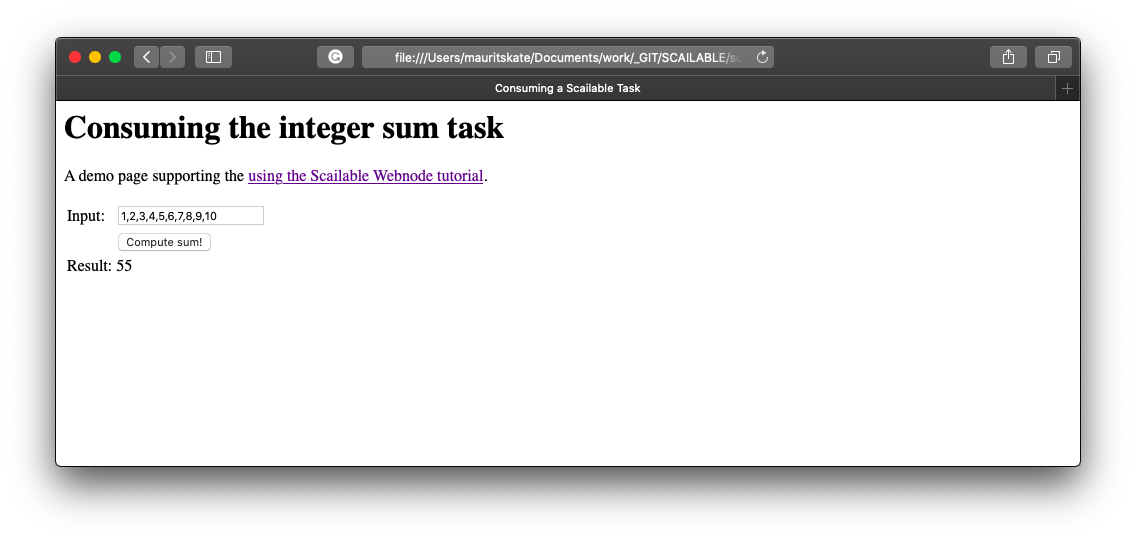 file:///Users/mauritskate/Documents/work/_GIT/SCAILABLE/
Consuming a Scailable Task
Consuming the integer sum task
A demo page supporting the using the Scailable Webnode tutorial.
Input: 1,2,3,4,5,6,7,8,9,10
Compute sum!
Result: 55